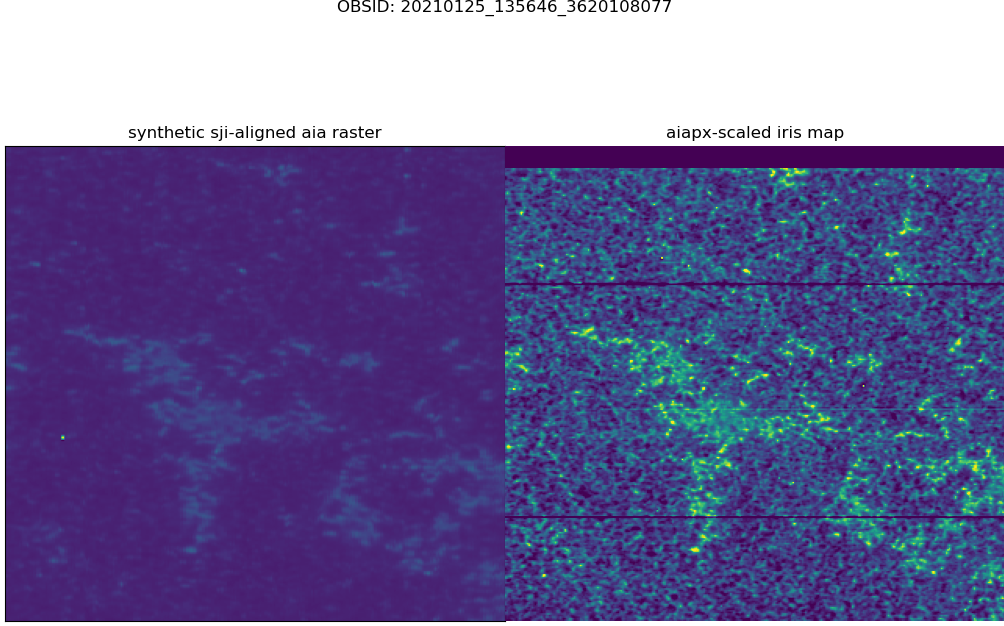 OBSID: 20210125_135646_3620108077
synthetic sji-aligned aia raster
aiapx-scaled iris map